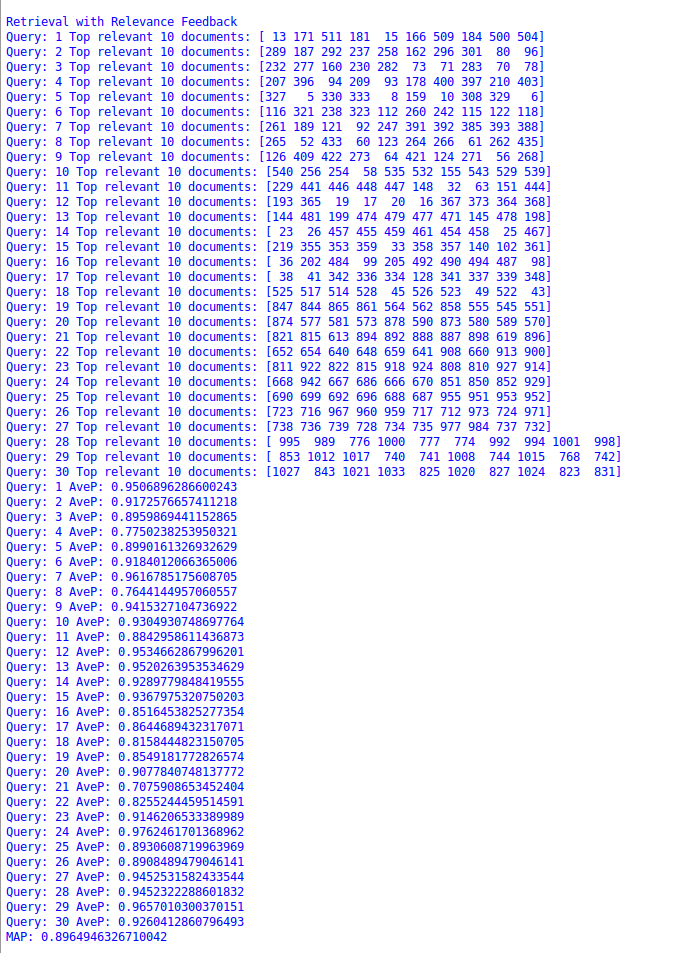 Retrieval with Relevance Feedback
Query: 1 Top relevant 10 documents: [ 13 171 511 181  15 166 509 184 500 504]
Query: 2 Top relevant 10 documents: [289 187 292 237 258 162 296 301  80  96]
Query: 3 Top relevant 10 documents: [232 277 160 230 282  73  71 283  70  78]
Query: 4 Top relevant 10 documents: [207 396  94 209  93 178 400 397 210 403]
Query: 5 Top relevant 10 documents: [327   5 330 333   8 159  10 308 329   6]
Query: 6 Top relevant 10 documents: [116 321 238 323 112 260 242 115 122 118]
Query: 7 Top relevant 10 documents: [261 189 121  92 247 391 392 385 393 388]
Query: 8 Top relevant 10 documents: [265  52 433  60 123 264 266  61 262 435]
Query: 9 Top relevant 10 documents: [126 409 422 273  64 421 124 271  56 268]
Query: 10 Top relevant 10 documents: [540 256 254  58 535 532 155 543 529 539]
Query: 11 Top relevant 10 documents: [229 441 446 448 447 148  32  63 151 444]
Query: 12 Top relevant 10 documents: [193 365  19  17  20  16 367 373 364 368]
Query: 13 Top relevant 10 documents: [144 481 199 474 479 477 471 145 478 198]
Query: 14 Top relevant 10 documents: [ 23  26 457 455 459 461 454 458  25 467]
Query: 15 Top relevant 10 documents: [219 355 353 359  33 358 357 140 102 361]
Query: 16 Top relevant 10 documents: [ 36 202 484  99 205 492 490 494 487  98]
Query: 17 Top relevant 10 documents: [ 38  41 342 336 334 128 341 337 339 348]
Query: 18 Top relevant 10 documents: [525 517 514 528  45 526 523  49 522  43]
Query: 19 Top relevant 10 documents: [847 844 865 861 564 562 858 555 545 551]
Query: 20 Top relevant 10 documents: [874 577 581 573 878 590 873 580 589 570]
Query: 21 Top relevant 10 documents: [821 815 613 894 892 888 887 898 619 896]
Query: 22 Top relevant 10 documents: [652 654 640 648 659 641 908 660 913 900]
Query: 23 Top relevant 10 documents: [811 922 822 815 918 924 808 810 927 914]
Query: 24 Top relevant 10 documents: [668 942 667 686 666 670 851 850 852 929]
Query: 25 Top relevant 10 documents: [690 699 692 696 688 687 955 951 953 952]
Query: 26 Top relevant 10 documents: [723 716 967 960 959 717 712 973 724 971]
Query: 27 Top relevant 10 documents: [738 736 739 728 734 735 977 984 737 732]
Query: 28 Top relevant 10 documents: [ 995  989  776 1000  777  774  992  994 1001  998]
Query: 29 Top relevant 10 documents: [ 853 1012 1017  740  741 1008  744 1015  768  742]
Query: 30 Top relevant 10 documents: [1027  843 1021 1033  825 1020  827 1024  823  831]
Query: 1 AveP: 0.9506896286600243
Query: 2 AveP: 0.9172576657411218
Query: 3 AveP: 0.8959869441152865
Query: 4 AveP: 0.7750238253950321
Query: 5 AveP: 0.8990161326932629
Query: 6 AveP: 0.9184012066365006
Query: 7 AveP: 0.9616785175608705
Query: 8 AveP: 0.7644144957060557
Query: 9 AveP: 0.9415327104736922
Query: 10 AveP: 0.9304930748697764
Query: 11 AveP: 0.8842958611436873
Query: 12 AveP: 0.9534662867996201
Query: 13 AveP: 0.9520263953534629
Query: 14 AveP: 0.9289779848419555
Query: 15 AveP: 0.9367975320750203
Query: 16 AveP: 0.8516453825277354
Query: 17 AveP: 0.8644689432317071
Query: 18 AveP: 0.8158444823150705
Query: 19 AveP: 0.8549181772826574
Query: 20 AveP: 0.9077840748137772
Query: 21 AveP: 0.7075908653452404
Query: 22 AveP: 0.8255244459514591
Query: 23 AveP: 0.9146206533389989
Query: 24 AveP: 0.9762461701368962
Query: 25 AveP: 0.8930608719963969
Query: 26 AveP: 0.8908489479046141
Query: 27 AveP: 0.9452531582433544
Query: 28 AveP: 0.9452322288601832
Query: 29 AveP: 0.9657010300370151
Query: 30 AveP: 0.9260412860796493
MAP: 0.8964946326710042